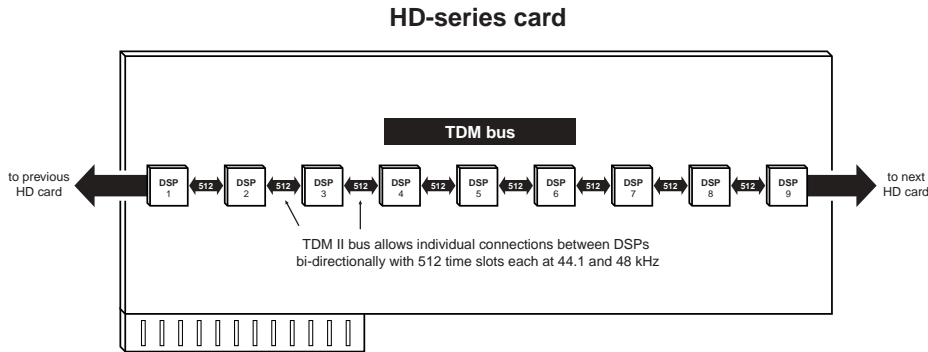 HD-series card
TDM bus
to previous
HD card
DSP
1
512
DSP
2
512
DSP
3
512
DSP
4
512
DSP
5
512
DSP
6
512
DSP
7
512
DSP
8
512
DSP
9
to next
HD card
TDM II bus allows individual connections between DSPs
bi-directionally with 512 time slots each at 44.1 and 48 kHz